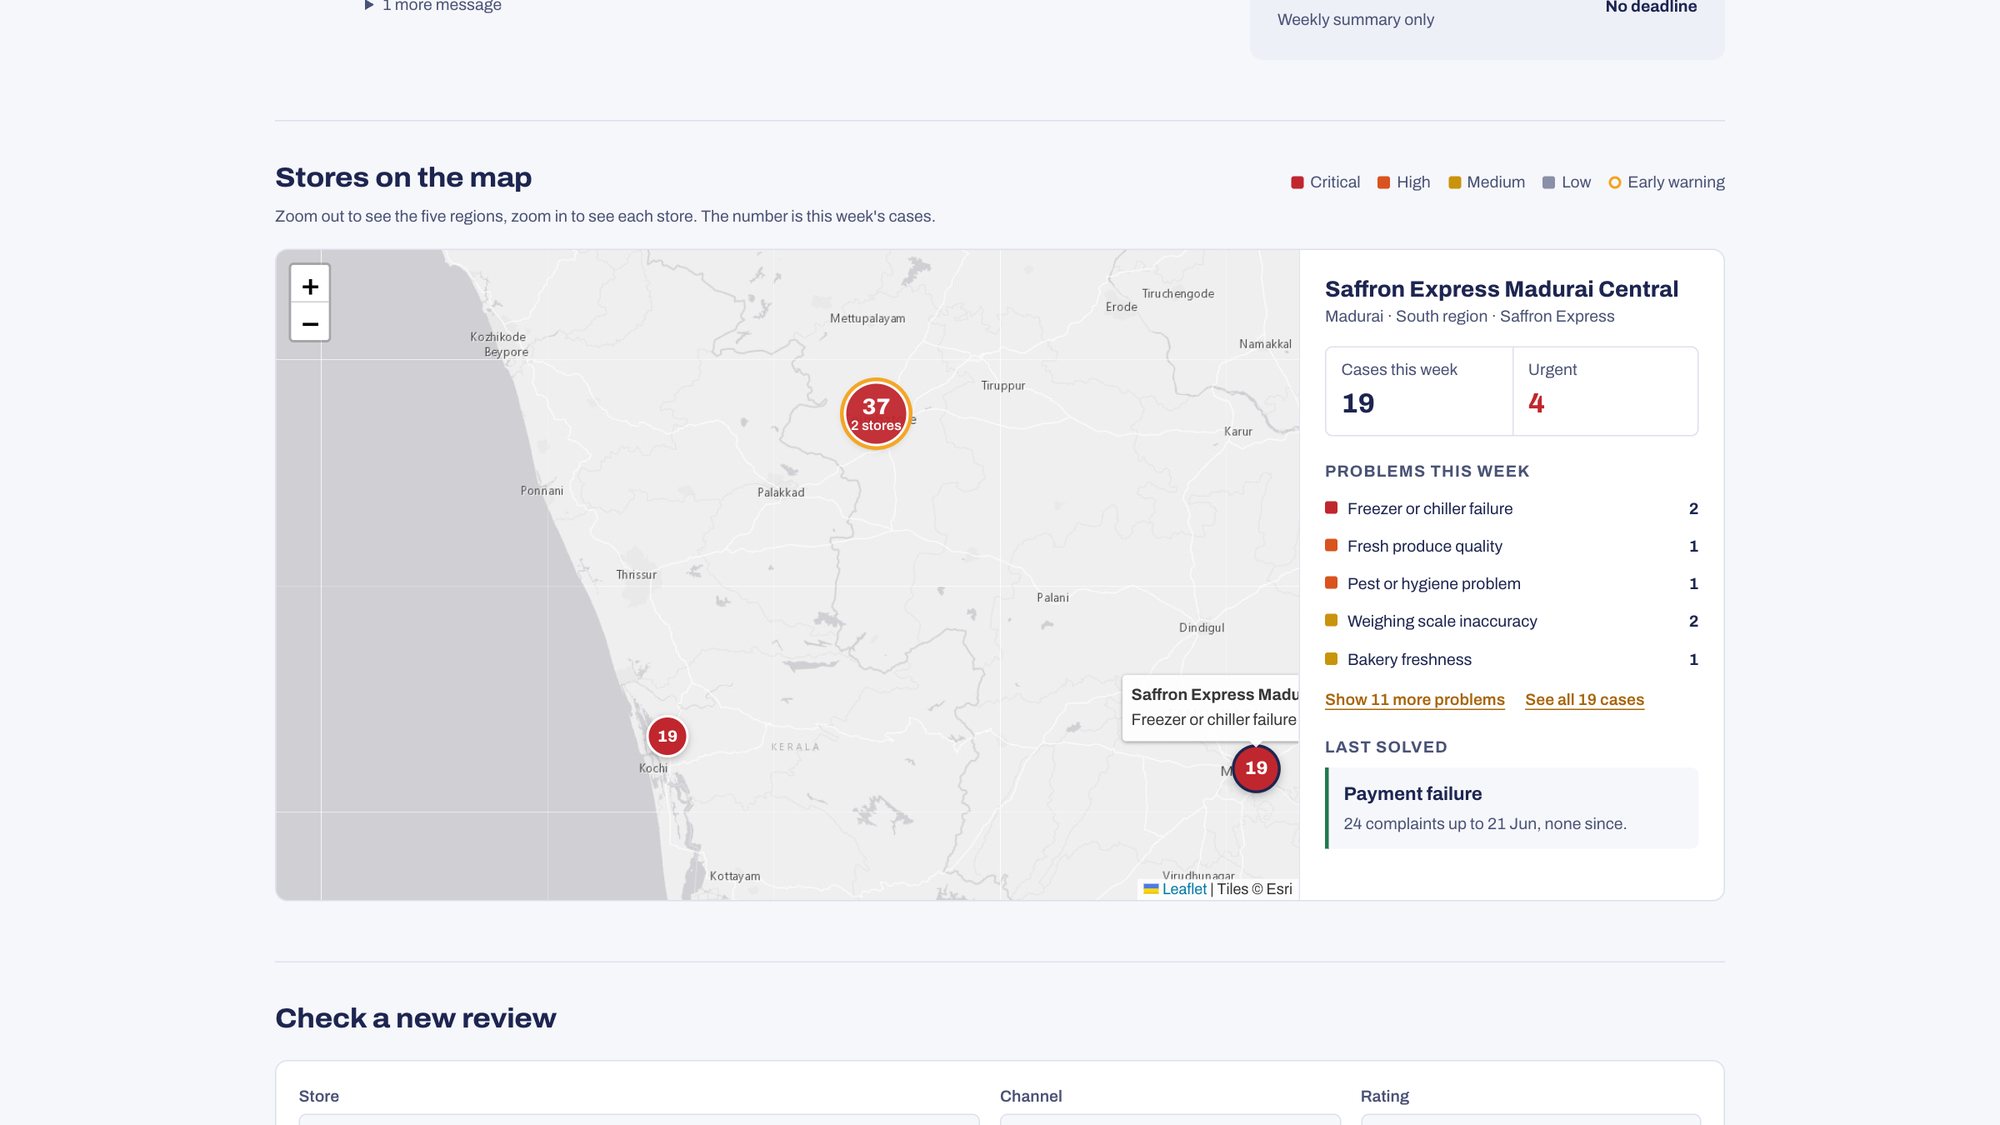 1 more message
Weekly summary only
No deadline
Stores on the map
Critical
High
Medium
Low
Early warning
Zoom out to see the five regions, zoom in to see each store. The number is this week's cases.
+
−
Kozhikode
Beypore
Mettupalayam
Erode
Tiruchengode
Namakkal
Tiruppur
37
2 stores
Karur
Ponnani
Palakkad
Thrissur
Palani
Dindigul
Saffron Express Madu
Freezer or chiller failure
19
Kochi
KERALA
M
19
Kottayam
Virudhunagar
Leaflet | Tiles © Esri
Saffron Express Madurai Central
Madurai · South region · Saffron Express
Cases this week
19
Urgent
4
PROBLEMS THIS WEEK
Freezer or chiller failure 2
Fresh produce quality 1
Pest or hygiene problem 1
Weighing scale inaccuracy 2
Bakery freshness 1
Show 11 more problems See all 19 cases
LAST SOLVED
Payment failure
24 complaints up to 21 Jun, none since.
Check a new review
Store
Channel
Rating